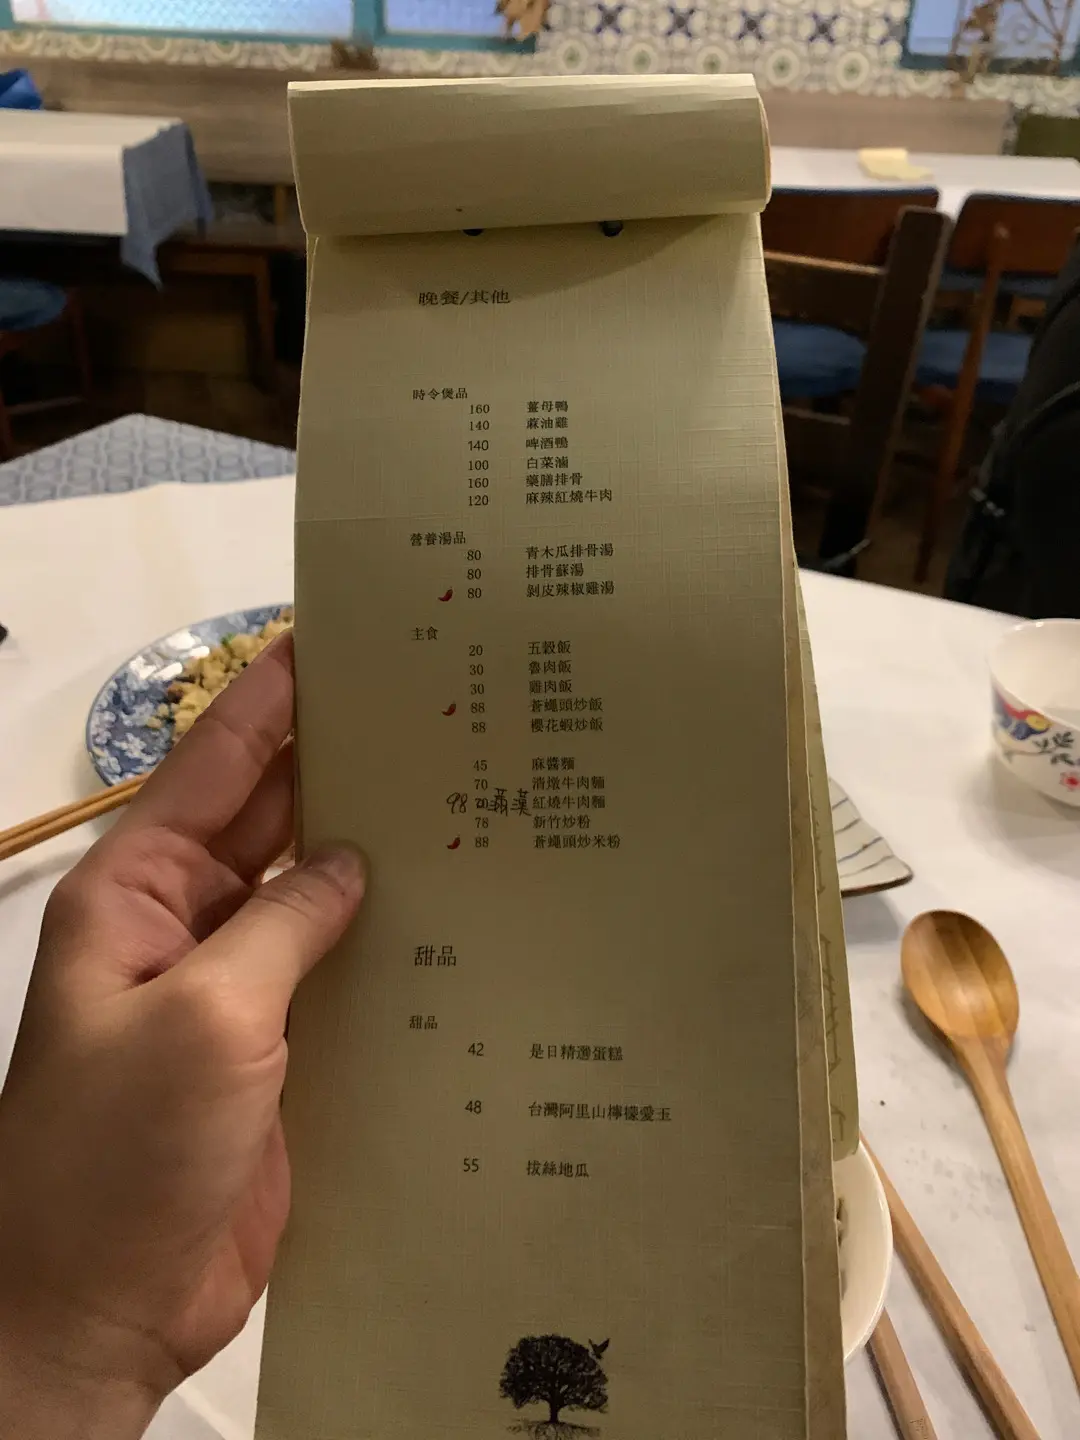 晚餐/其他
時令煲品
160 薑母鴨
140 麻油雞
140 啤酒鴨
100 白菜滷
160 藥膳排骨
120 麻辣紅燒牛肉
營養湯品
80 青木瓜排骨湯
80 排骨蘇湯
80 剝皮辣椒雞湯
主食
20 五穀飯
30 魯肉飯
30 雞肉飯
88 蒼蠅頭炒飯
88 櫻花蝦炒飯
45 麻醬麵
70 清燉牛肉麵
98 70 紅燒牛肉麵
78 新竹炒粉
88 蒼蠅頭炒米粉
甜品
甜品
42 是日精選蛋糕
48 台灣阿里山檸檬愛玉
55 拔絲地瓜